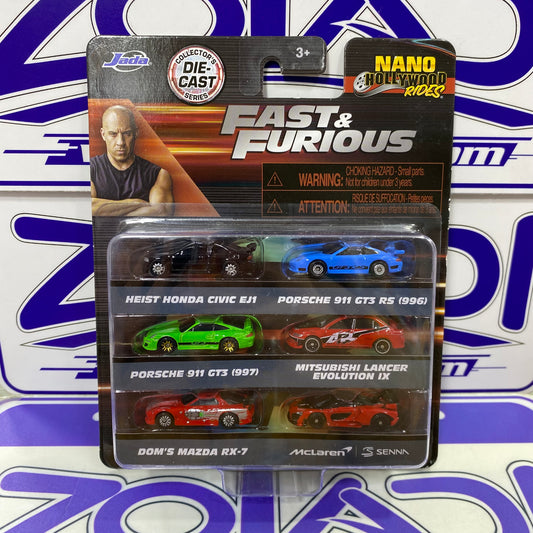 Jada
COLLECTOR'S
DIE-CAST
SERIES
3+
NANO
HOLLYWOOD
RIDES
FAST &
FURIOUS
WARNING: CHOKING HAZARD - Small parts
Not for children under 3 years
ATTENTION: RISQUE DE SUFFOCATION - Petites pièces
HEIST HONDA CIVIC EJ1
PORSCHE 911 GT3 RS (996)
PORSCHE 911 GT3 (997)
MITSUBISHI LANCER
EVOLUTION IX
DOM'S MAZDA RX-7
McLaren
SENNA